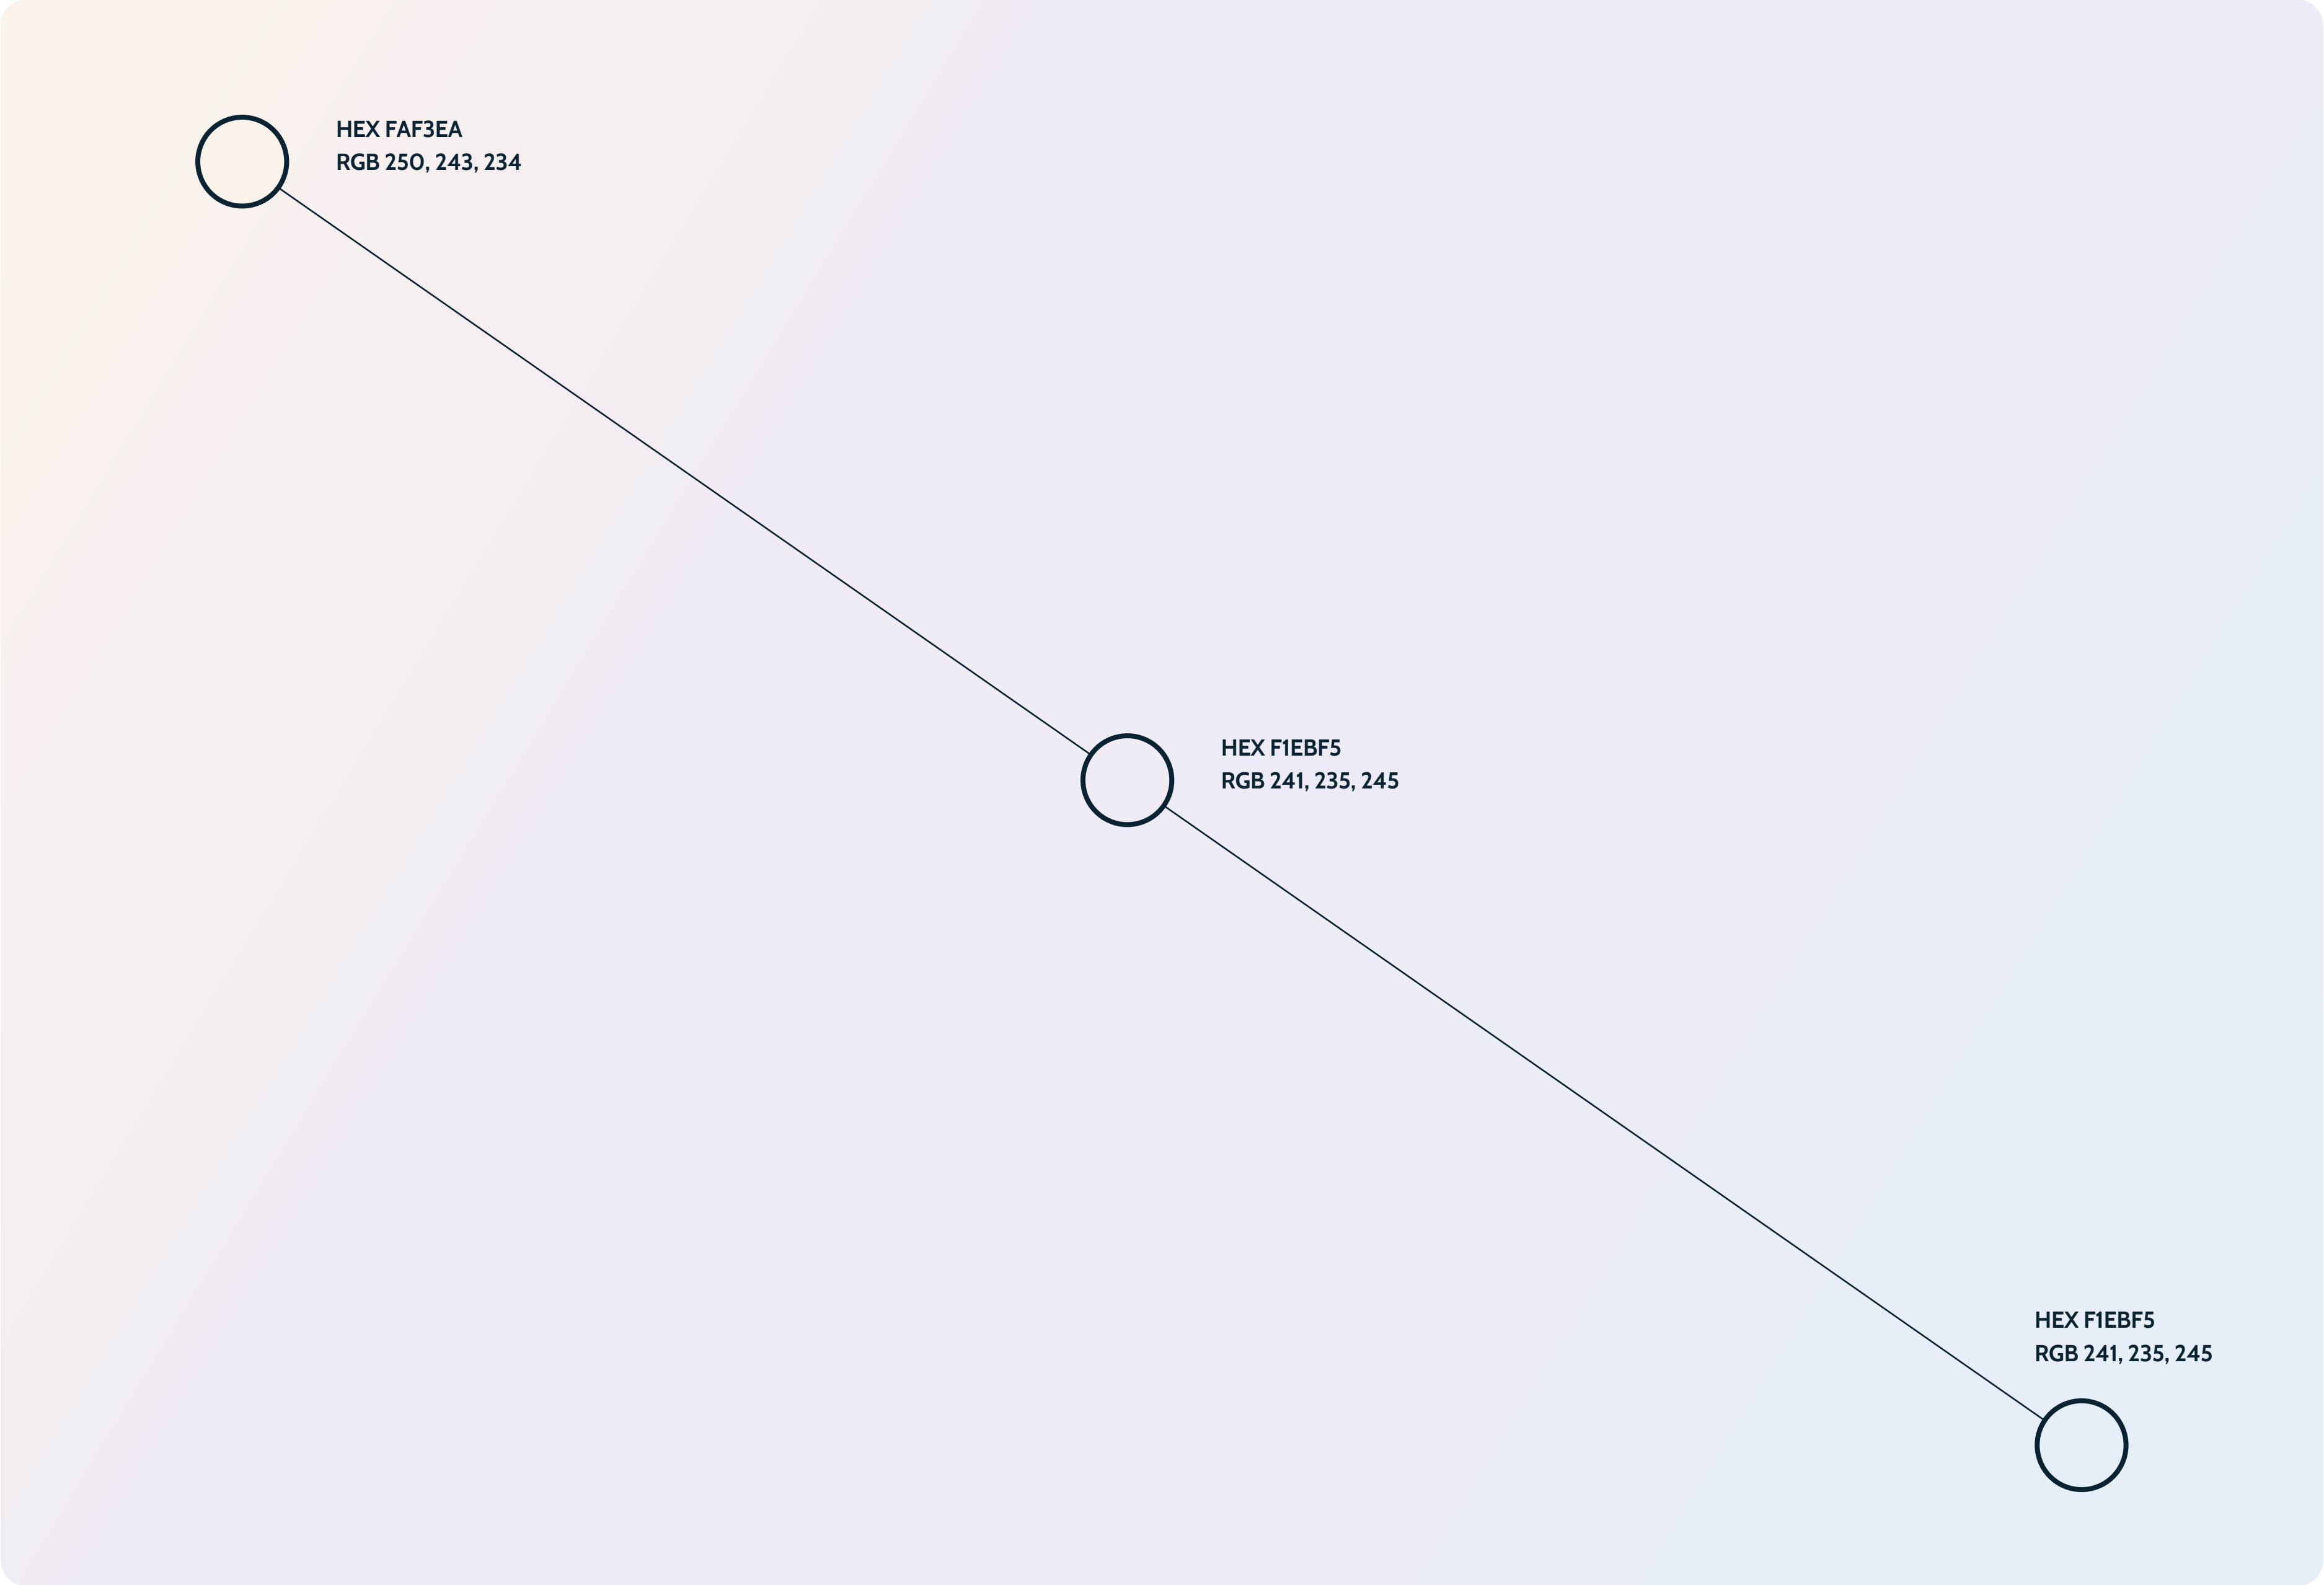 HEX FAF3EA
RGB 250, 243, 234
HEX F1EBF5
RGB 241, 235, 245
HEX F1EBF5
RGB 241, 235, 245